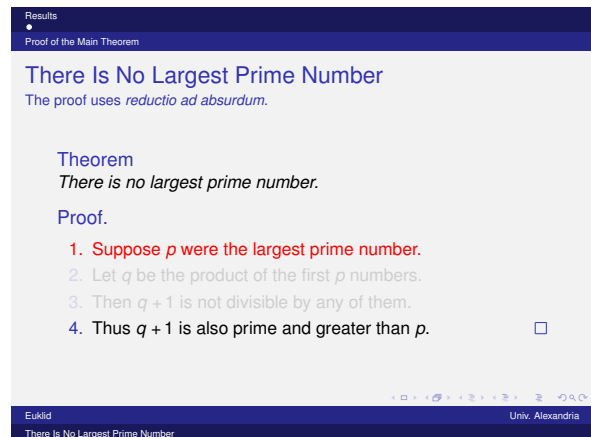 Results
Proof of the Main Theorem
There Is No Largest Prime Number
The proof uses reductio ad absurdum.
Theorem
There is no largest prime number.
Proof.
1. Suppose p were the largest prime number.
2. Let q be the product of the first p numbers.
3. Then q + 1 is not divisible by any of them.
4. Thus q + 1 is also prime and greater than p.
Euklid Univ. Alexandria
There Is No Largest Prime Number